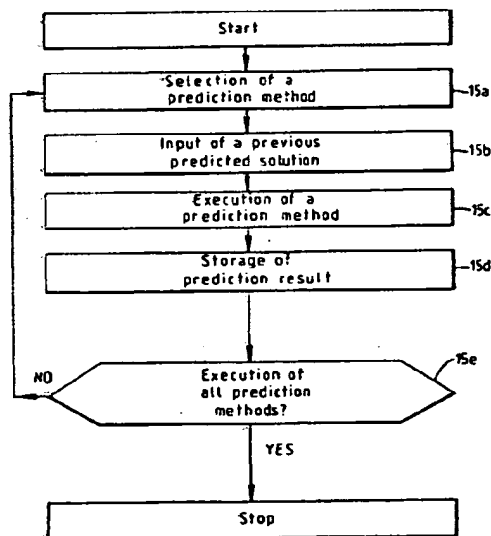 Start
Selection of a
prediction method
15a
Input of a previous
predicted solution
15b
Execution of a
prediction method
15c
Storage of
prediction result
15d
15e
NO
Execution of
all prediction
methods?
YES
Stop